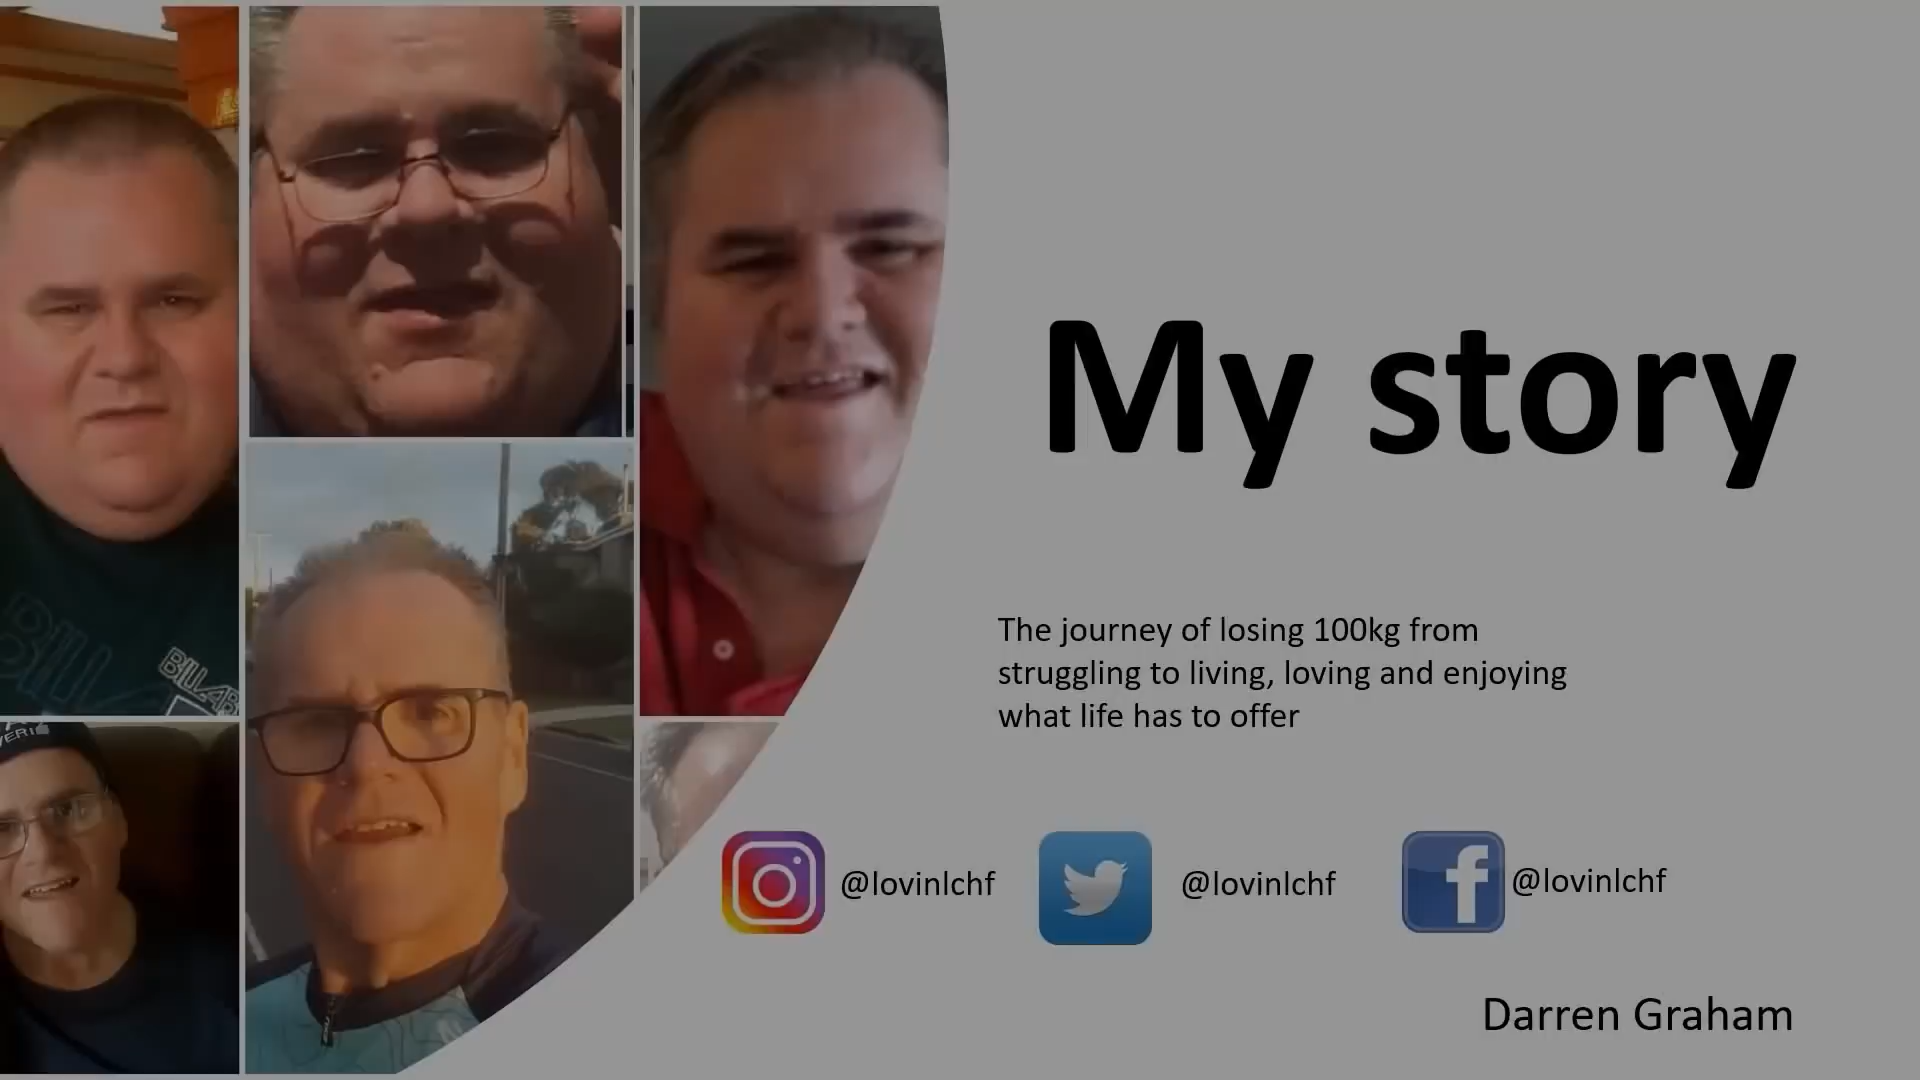 My story
The journey of losing 100kg from
struggling to living, loving and enjoying
what life has to offer
@lovinlchf
@lovinlchf
@lovinlchf
Darren Graham